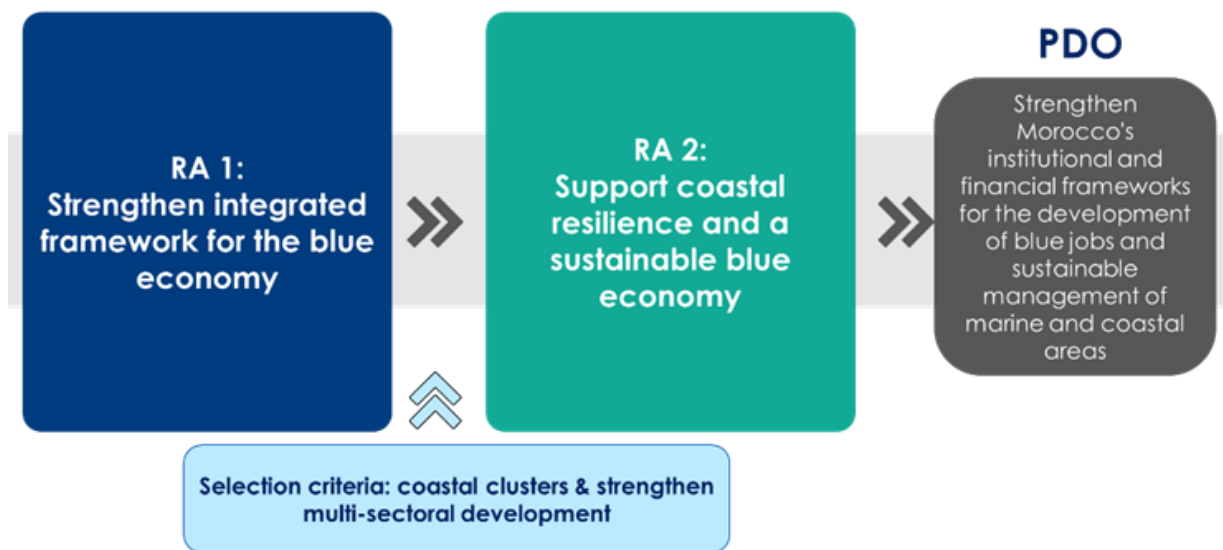 RA 1:
Strengthen integrated
framework for the blue
economy
RA 2:
Support coastal
resilience and a
sustainable blue
economy
PDO
Strengthen
Morocco's
institutional and
financial frameworks
for the development
of blue jobs and
sustainable
management of
marine and coastal
areas
Selection criteria: coastal clusters & strengthen
multi-sectoral development